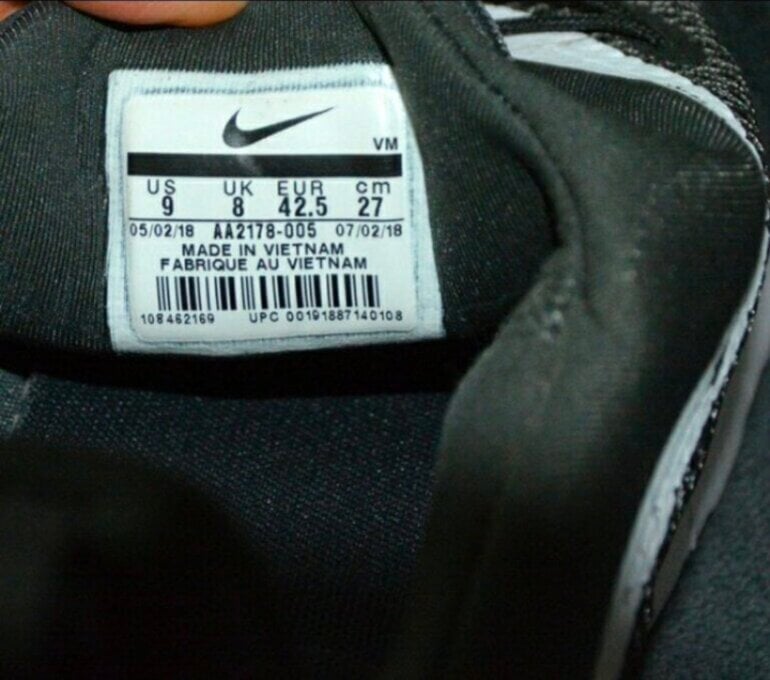 VM
US UK EUR cm
9 8 42.5 27
05/02/18 AA2178-005 07/02/18
MADE IN VIETNAM
FABRIQUE AU VIETNAM
108462169 UPC 00191887140108